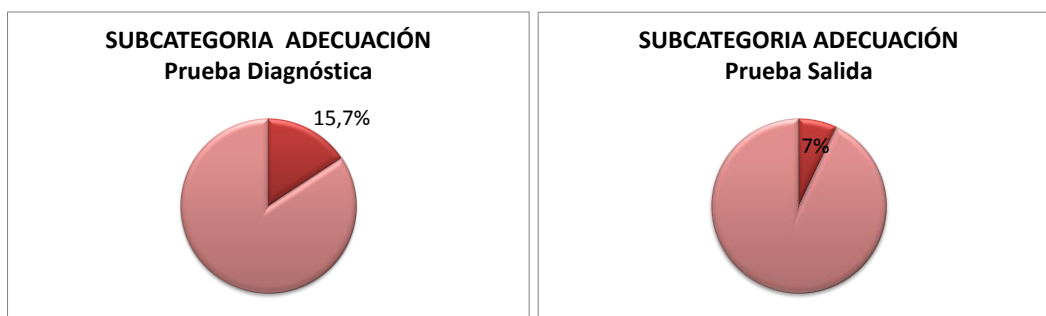 SUBCATEGORIA  ADECUACIÓN
Prueba Diagnóstica
15,7%
SUBCATEGORIA ADECUACIÓN
Prueba Salida
7%